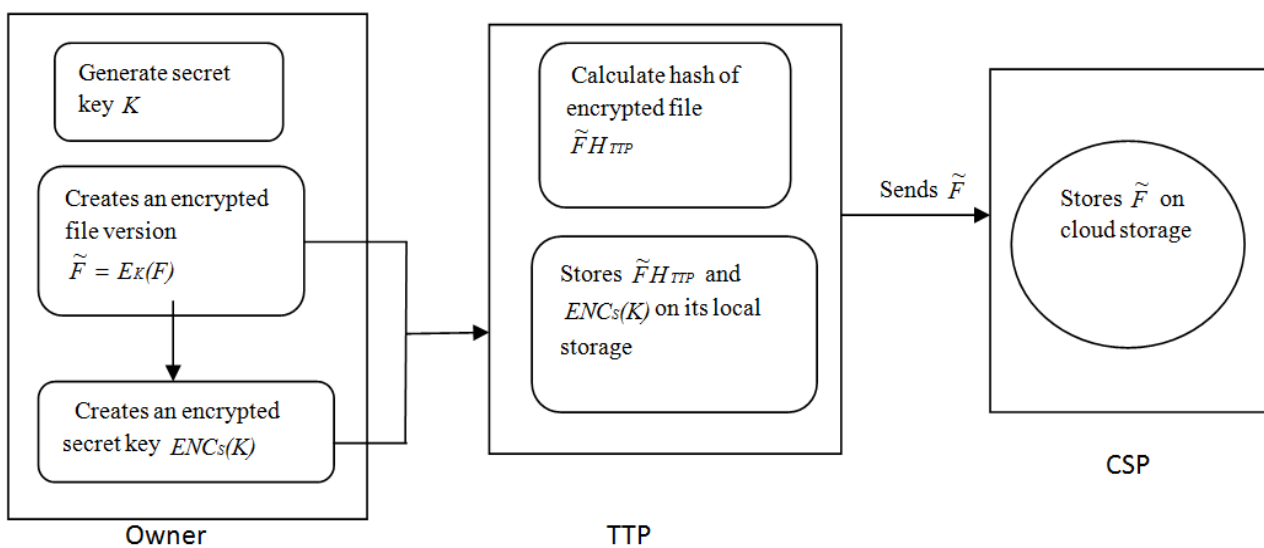 Generate secret
key K
Creates an encrypted
file version
F̃ = EK(F)
Creates an encrypted
secret key ENCS(K)
Owner
Calculate hash of
encrypted file
F̃HTTP
Stores F̃HTTP and
ENCS(K) on its local
storage
TTP
Sends F̃
Stores F̃ on
cloud storage
CSP